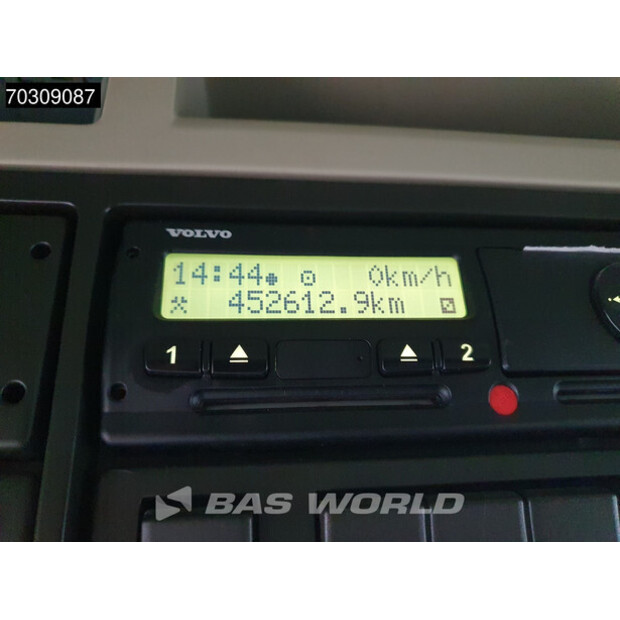 70309087
VOLVO
14:44 0km/h
452612.9km
1 2
BAS WORLD